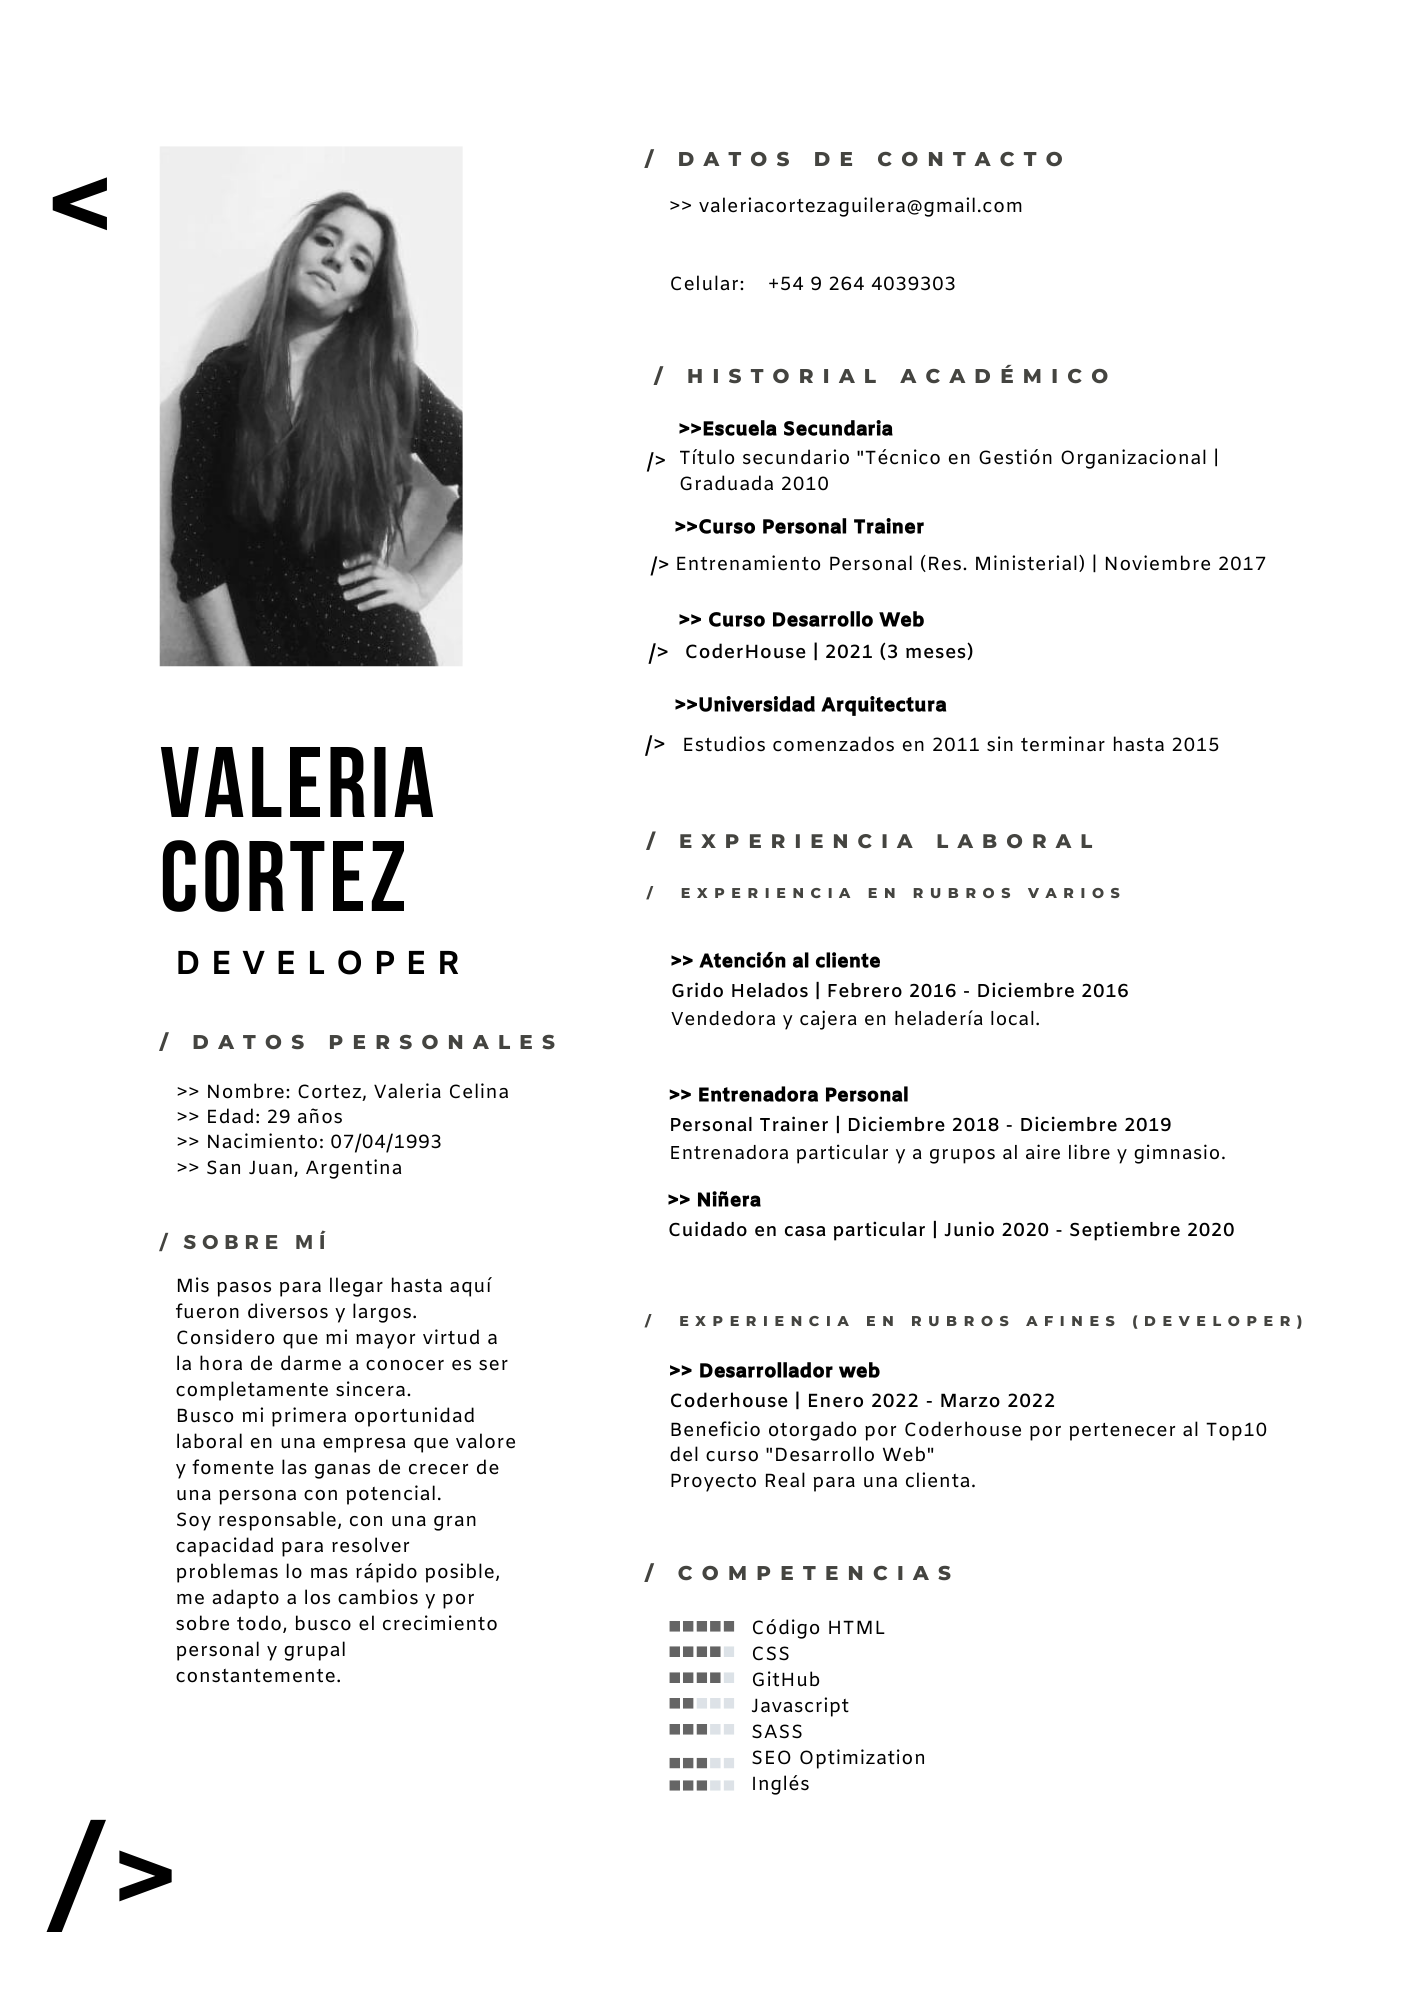 <
VALERIA
CORTEZ
DEVELOPER
/ DATOS PERSONALES
>> Nombre: Cortez, Valeria Celina
>> Edad: 29 años
>> Nacimiento: 07/04/1993
>> San Juan, Argentina
/ SOBRE MÍ
Mis pasos para llegar hasta aquí
fueron diversos y largos.
Considero que mi mayor virtud a
la hora de darme a conocer es ser
completamente sincera.
Busco mi primera oportunidad
laboral en una empresa que valore
y fomente las ganas de crecer de
una persona con potencial.
Soy responsable, con una gran
capacidad para resolver
problemas lo mas rápido posible,
me adapto a los cambios y por
sobre todo, busco el crecimiento
personal y grupal
constantemente.
/>
/ DATOS DE CONTACTO
>> valeriacortezaguilera@gmail.com
Celular: +54 9 264 4039303
/ HISTORIAL ACADÉMICO
>>Escuela Secundaria
/> Título secundario "Técnico en Gestión Organizacional |
Graduada 2010
>>Curso Personal Trainer
/> Entrenamiento Personal (Res. Ministerial) | Noviembre 2017
>> Curso Desarrollo Web
/> CoderHouse | 2021 (3 meses)
>>Universidad Arquitectura
/> Estudios comenzados en 2011 sin terminar hasta 2015
/ EXPERIENCIA LABORAL
/ EXPERIENCIA EN RUBROS VARIOS
>> Atención al cliente
Grido Helados | Febrero 2016 - Diciembre 2016
Vendedora y cajera en heladería local.
>> Entrenadora Personal
Personal Trainer | Diciembre 2018 - Diciembre 2019
Entrenadora particular y a grupos al aire libre y gimnasio.
>> Niñera
Cuidado en casa particular | Junio 2020 - Septiembre 2020
/ EXPERIENCIA EN RUBROS AFINES (DEVELOPER)
>> Desarrollador web
Coderhouse | Enero 2022 - Marzo 2022
Beneficio otorgado por Coderhouse por pertenecer al Top10
del curso "Desarrollo Web"
Proyecto Real para una clienta.
/ COMPETENCIAS
Código HTML
CSS
GitHub
Javascript
SASS
SEO Optimization
Inglés